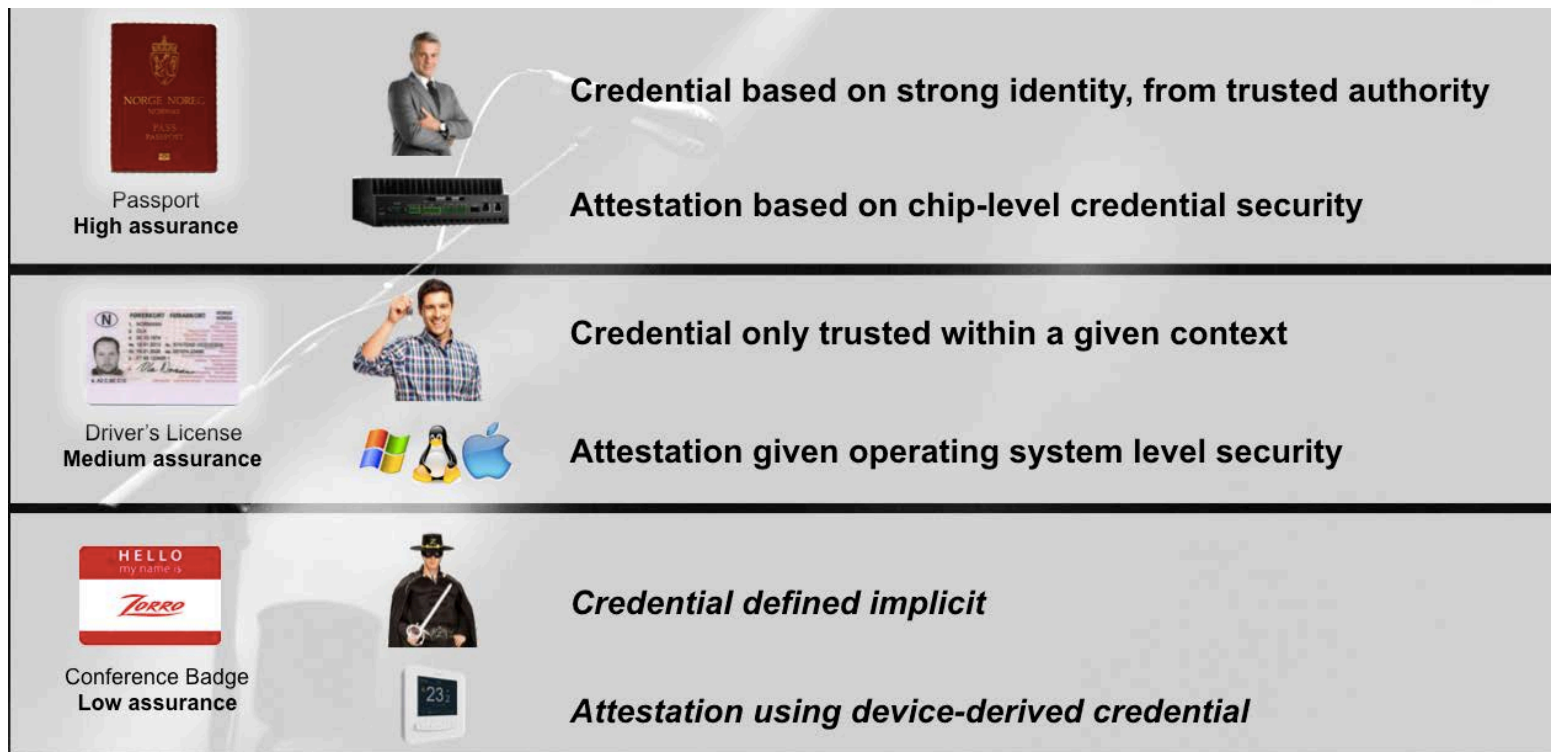 NORGE NOREG
PASS
PASSPORT
Credential based on strong identity, from trusted authority
Passport
High assurance
Attestation based on chip-level credential security
N
FØRERKORT
Credential only trusted within a given context
Driver's License
Medium assurance
Attestation given operating system level security
HELLO
my name is
ZORRO
Credential defined implicit
Conference Badge
Low assurance
23
Attestation using device-derived credential